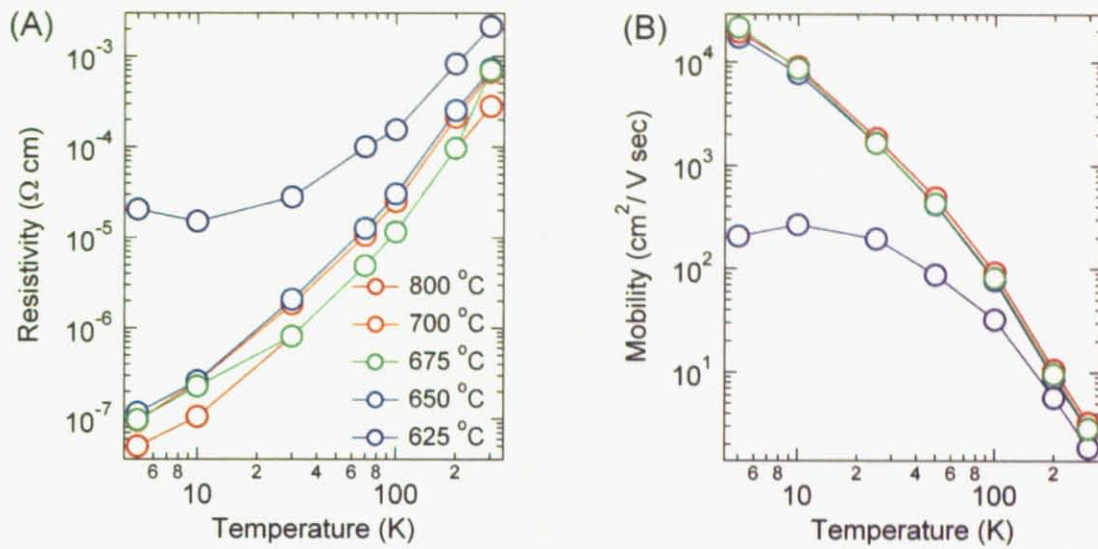 (A)
Resistivity (Ω cm)
10⁻³
10⁻⁴
10⁻⁵
10⁻⁶
10⁻⁷
800 °C
700 °C
675 °C
650 °C
625 °C
6 8 2 4 6 8 2
10 100
Temperature (K)
(B)
Mobility (cm²/ V sec)
10⁴
10³
10²
10¹
6 8 2 4 6 8 2
10 100
Temperature (K)